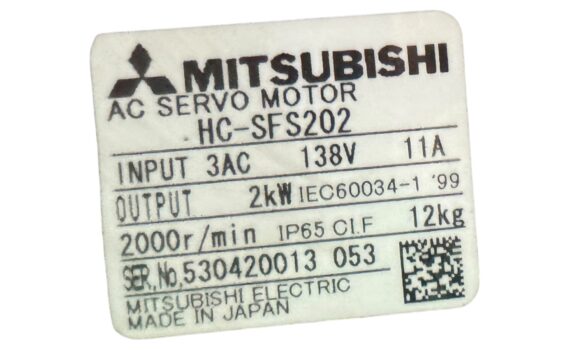 MITSUBISHI
AC SERVO MOTOR
HC-SFS202
INPUT 3AC 138V 11A
OUTPUT 2kW IEC60034-1 '99
2000r/min IP65 Cl.F 12kg
SER.No.530420013 053
MITSUBISHI ELECTRIC
MADE IN JAPAN